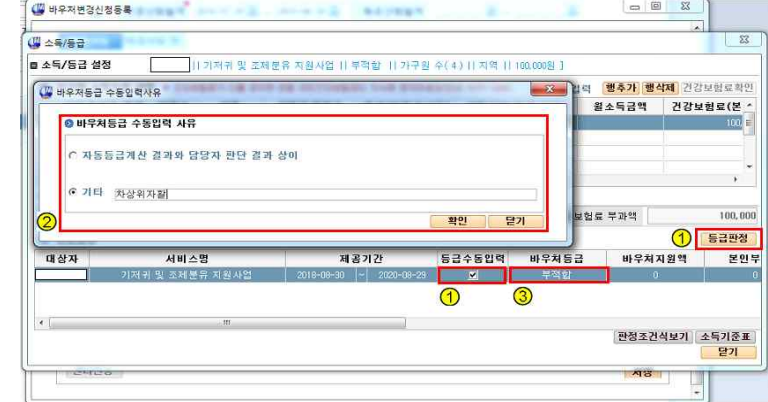 바우저변경신청등록
소득/등급
소득/등급 설정 || 기저귀 및 조제분유 지원사업 || 부적합 || 가구원 수( 4 ) || 지역 || 100,000원 ]
바우저등급 수동입력사유
입력 행추가 행삭제 건강보험료확인
월소득금액 건강보험료(본
바우처등급 수동입력 사유
100,
자동등급계산 결과와 담당자 판단 결과 상이
기타 차상위자활
②
확인 닫기
보험료 부과액 100,000
① 등급판정
대상자 서비스명 제공기간 등급수동입력 바우처등급 바우처지원액 본인부
기저귀 및 조제분유 지원사업 2018-09-30 ~ 2020-09-29 부적합 0 0
① ③
판정조건식보기 소득기준표
닫기
저장